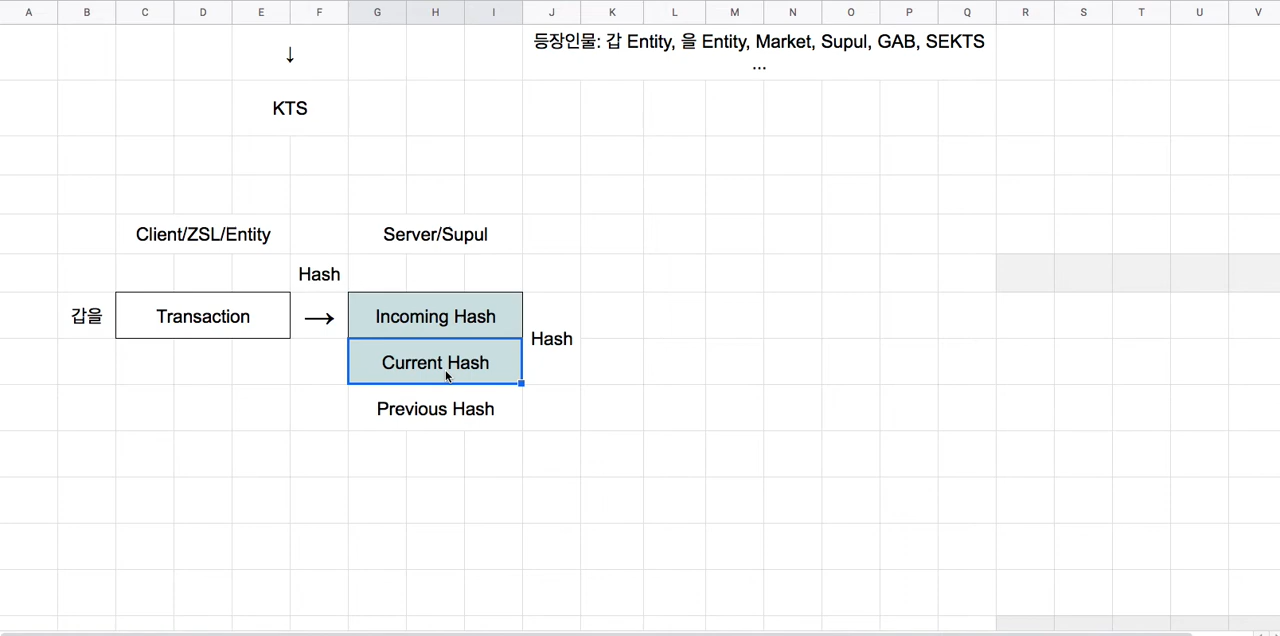 A B C D E F G H I J K L M N O P Q R S T U V
↓
등장인물: 갑 Entity, 을 Entity, Market, Supul, GAB, SEKTS
...
KTS
Client/ZSL/Entity
Server/Supul
Hash
갑을
Transaction
→
Incoming Hash
Hash
Current Hash
Previous Hash